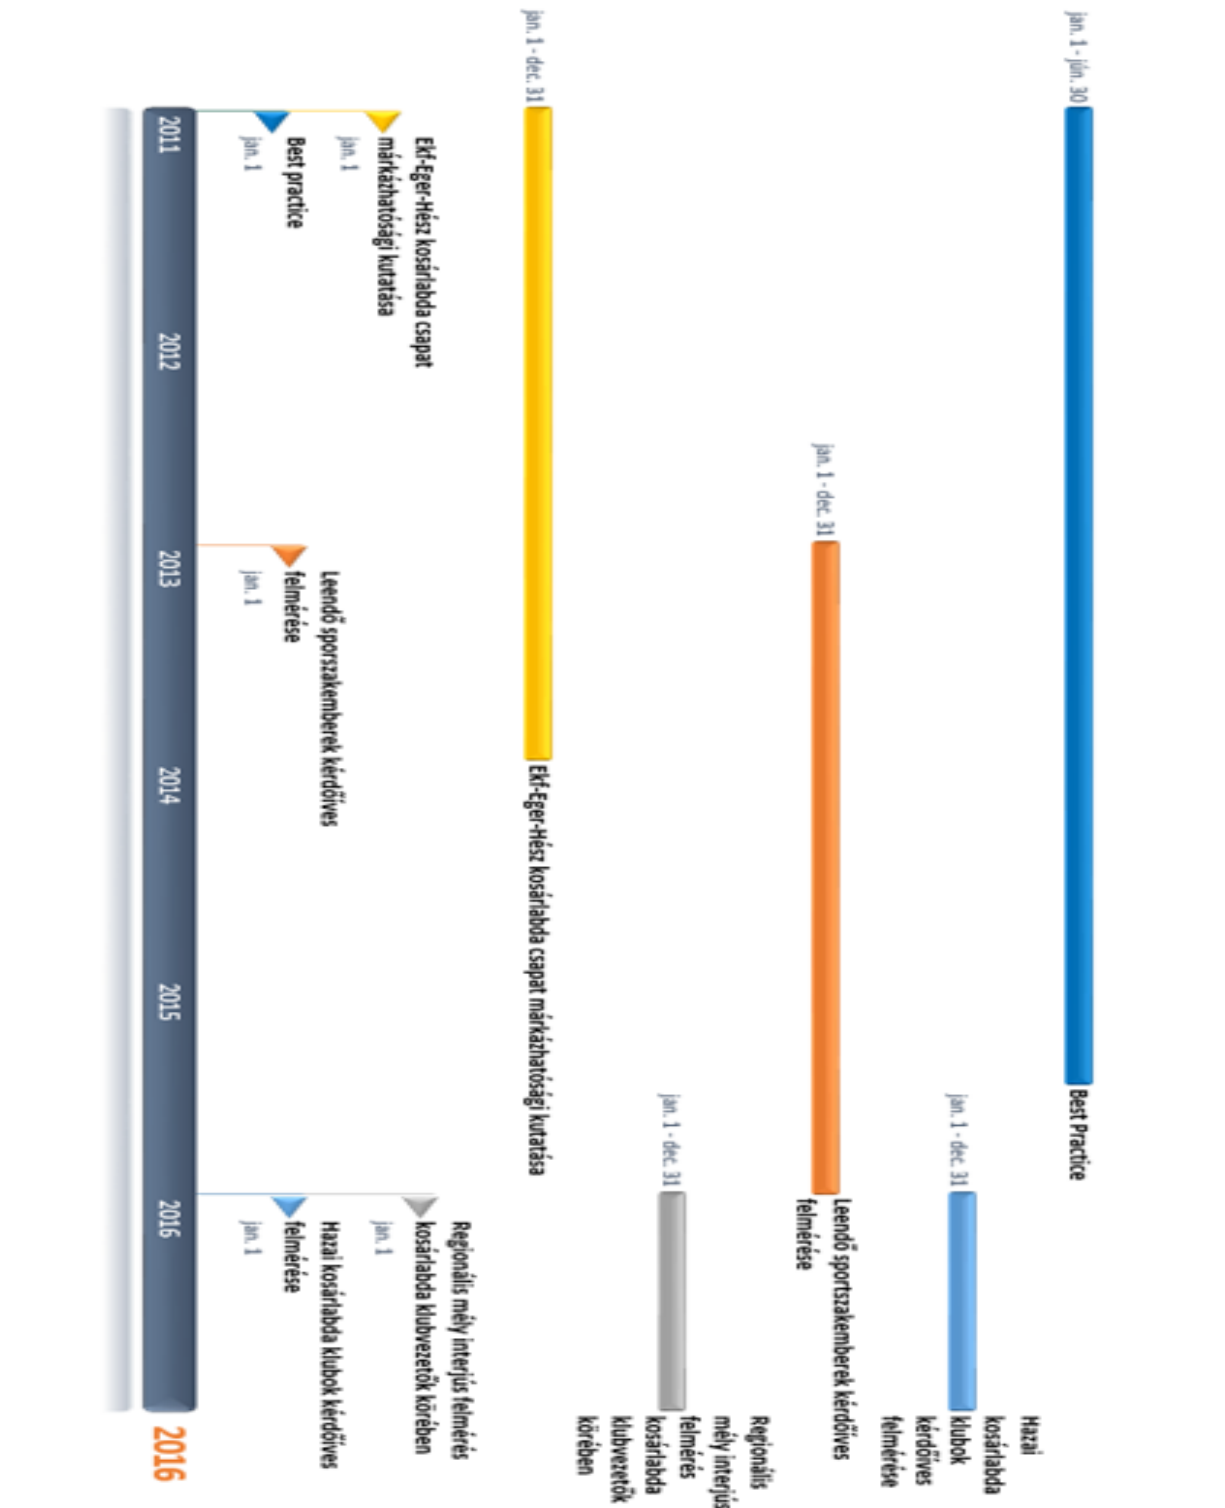 jan. 1 - jún. 30
Best Practice
jan. 1 - dec. 31
Hazai
kosárlabda
klubok
kérdőíves
felmérése
jan. 1 - dec. 31
Leendő sportszakemberek kérdőíves
felmérése
jan. 1 - dec. 31
Regionális
mély interjús
felmérés
kosárlabda
klubvezetők
körében
jan. 1 - dec. 31
Ekf-Eger-Hész kosárlabda csapat márkázhatósági kutatása
Ekf-Eger-Hész kosárlabda csapat
márkázhatósági kutatása
jan. 1
Best practice
jan. 1
Leendő sporszakemberek kérdőíves
felmérése
jan. 1
Regionális mély interjús felmérés
kosárlabda klubvezetők körében
jan. 1
Hazai kosárlabda klubok kérdőíves
felmérése
jan. 1
2011 2012 2013 2014 2015 2016 2016